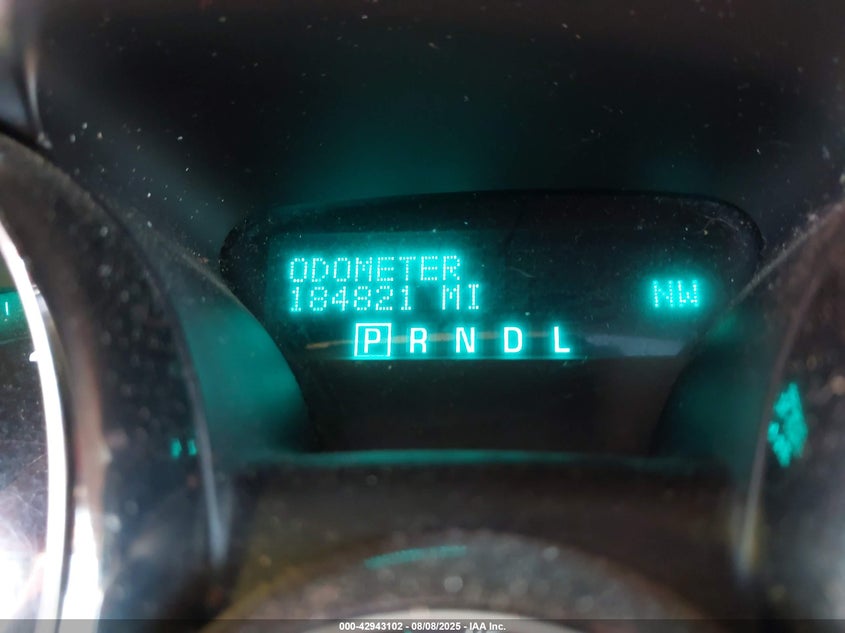 ODOMETER
184821 MI
NW
P R N D L
000-42943102 - 08/08/2025 - IAA Inc.